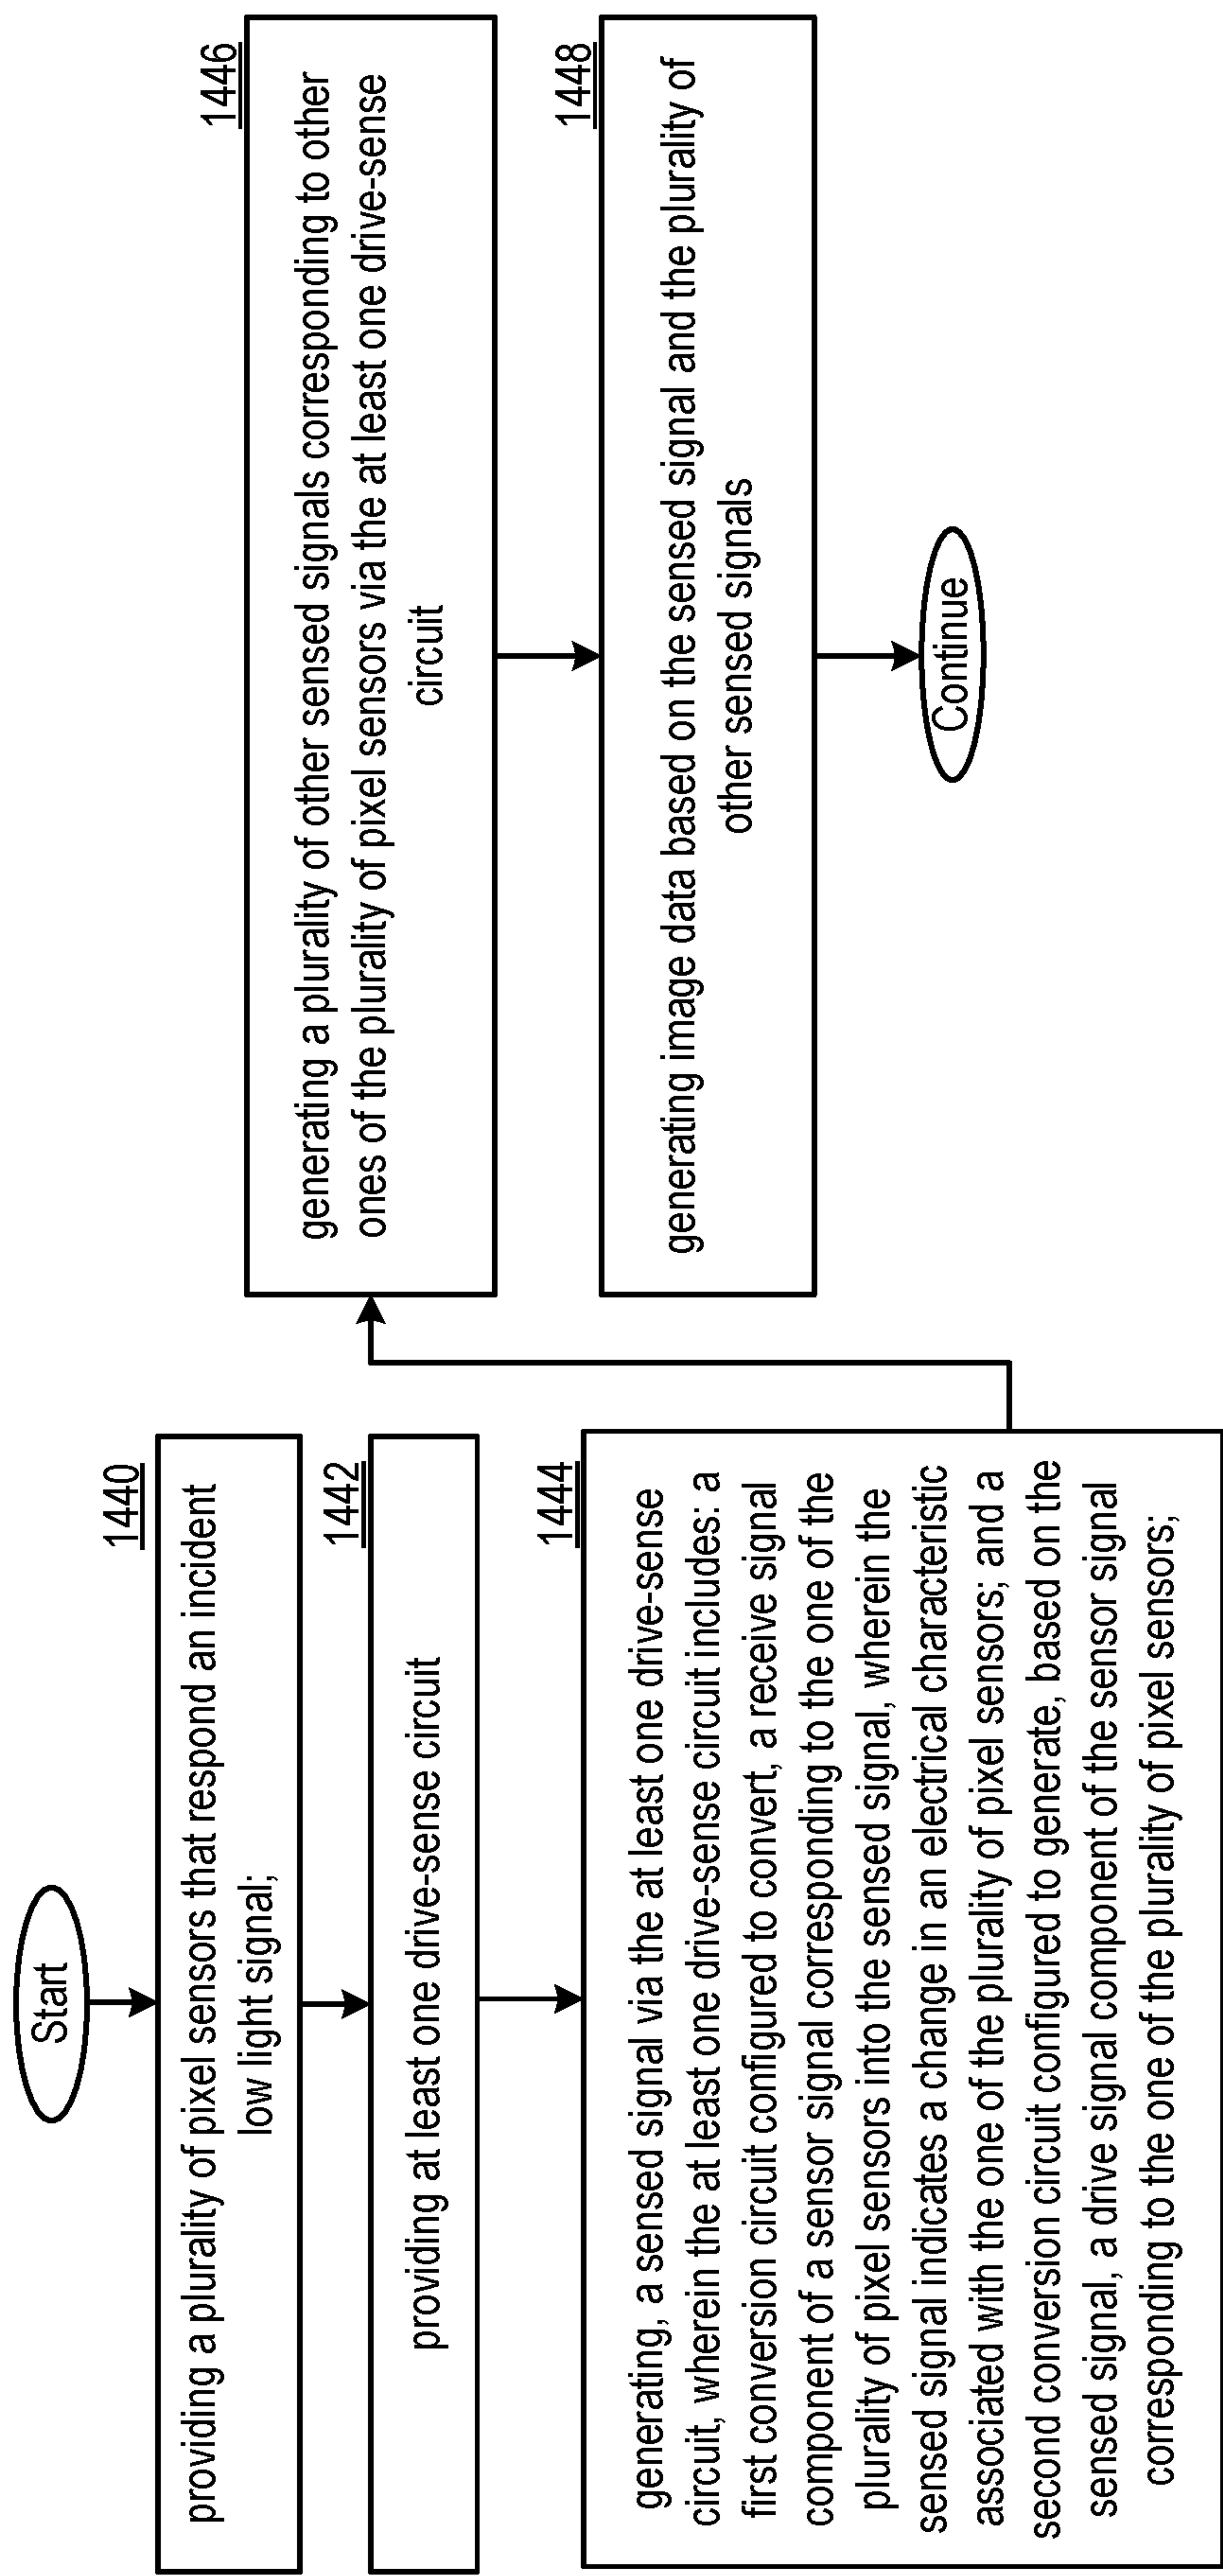 Start
1440
providing a plurality of pixel sensors that respond an incident
low light signal;
1442
providing at least one drive-sense circuit
1444
generating, a sensed signal via the at least one drive-sense
circuit, wherein the at least one drive-sense circuit includes: a
first conversion circuit configured to convert, a receive signal
component of a sensor signal corresponding to the one of the
plurality of pixel sensors into the sensed signal, wherein the
sensed signal indicates a change in an electrical characteristic
associated with the one of the plurality of pixel sensors; and a
second conversion circuit configured to generate, based on the
sensed signal, a drive signal component of the sensor signal
corresponding to the one of the plurality of pixel sensors;
1446
generating a plurality of other sensed signals corresponding to other
ones of the plurality of pixel sensors via the at least one drive-sense
circuit
1448
generating image data based on the sensed signal and the plurality of
other sensed signals
Continue